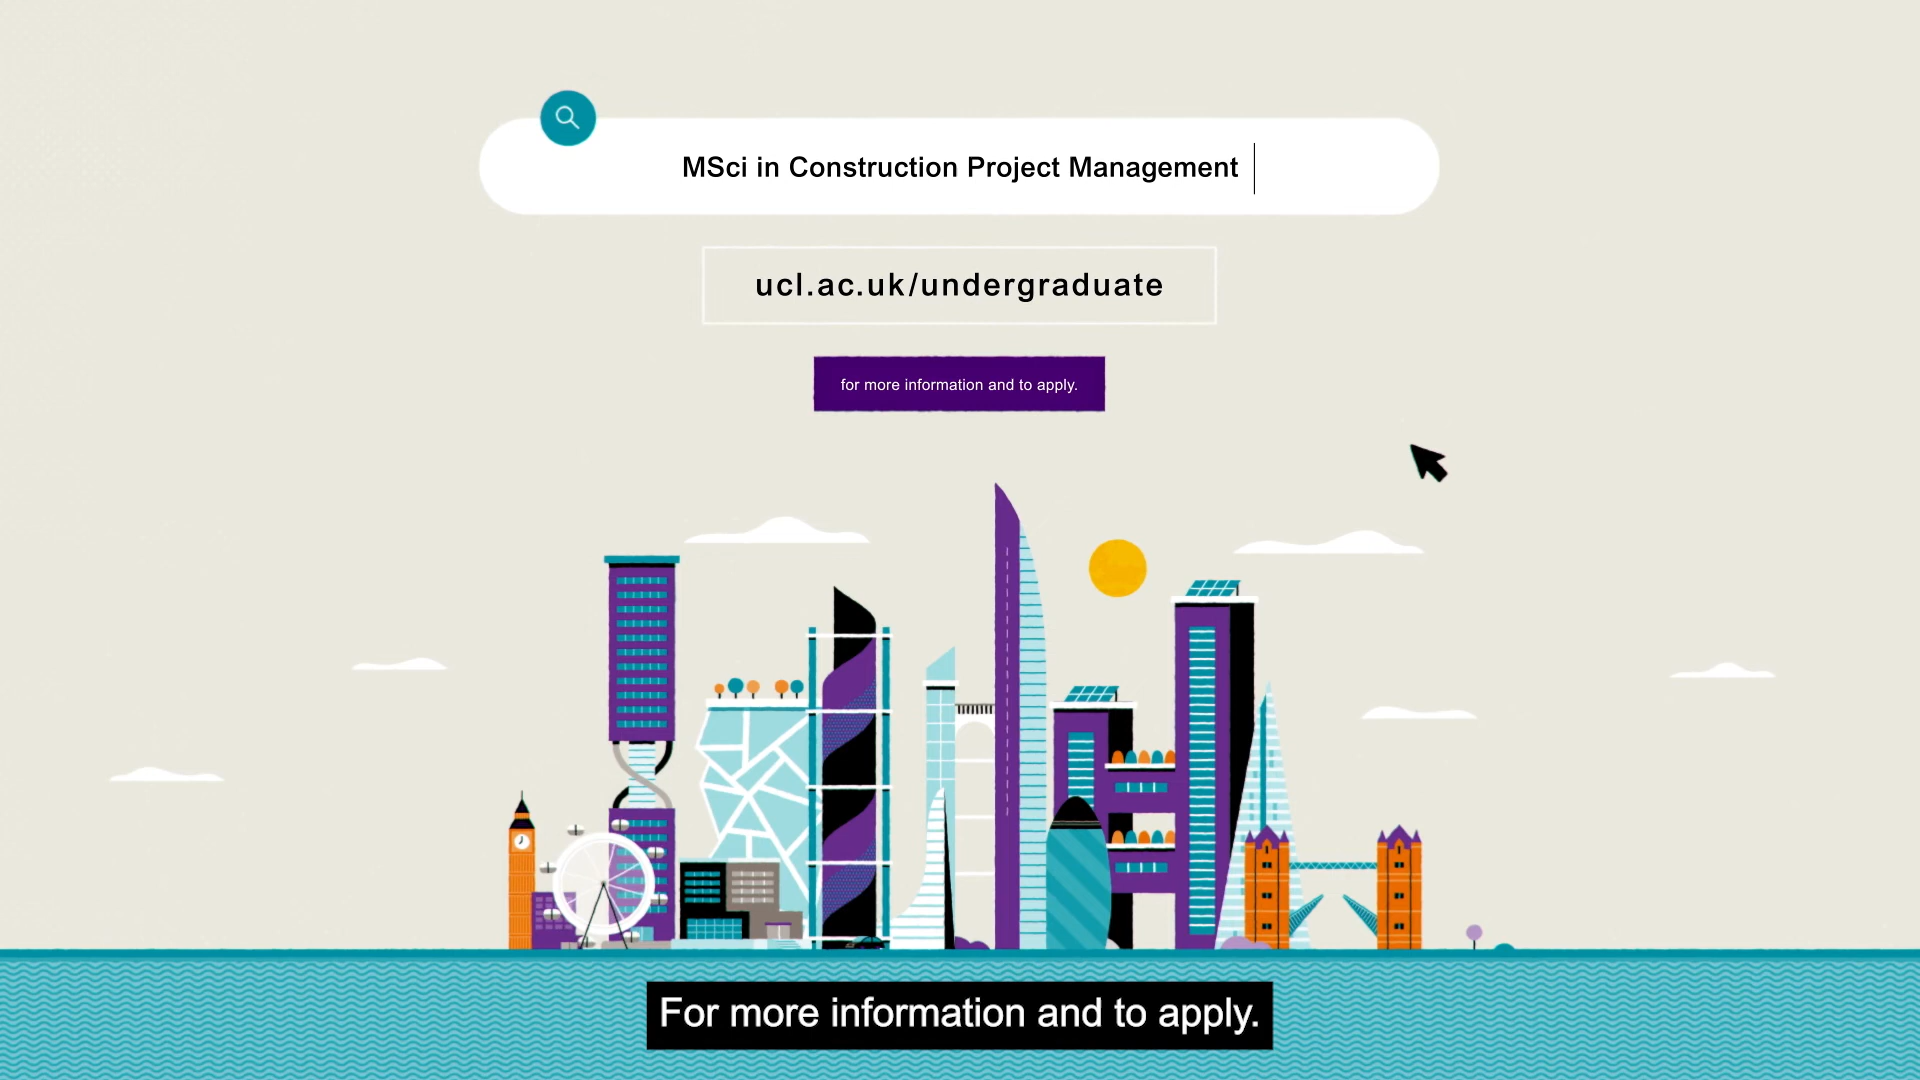 MSci in Construction Project Management
ucl.ac.uk/undergraduate
for more information and to apply.
For more information and to apply.